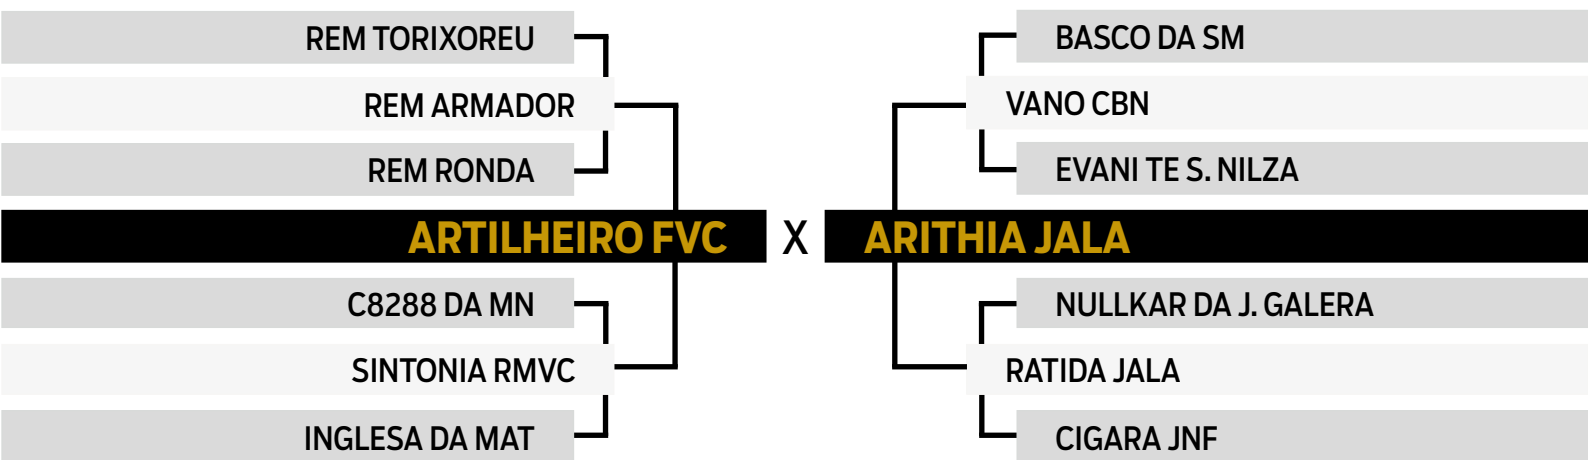 REM TORIXOREU
REM ARMADOR
REM RONDA
ARTILHEIRO FVC
C8288 DA MN
SINTONIA RMVC
INGLESA DA MAT
X
BASCO DA SM
VANO CBN
EVANI TE S. NILZA
ARITHIA JALA
NULLKAR DA J. GALERA
RATIDA JALA
CIGARA JNF